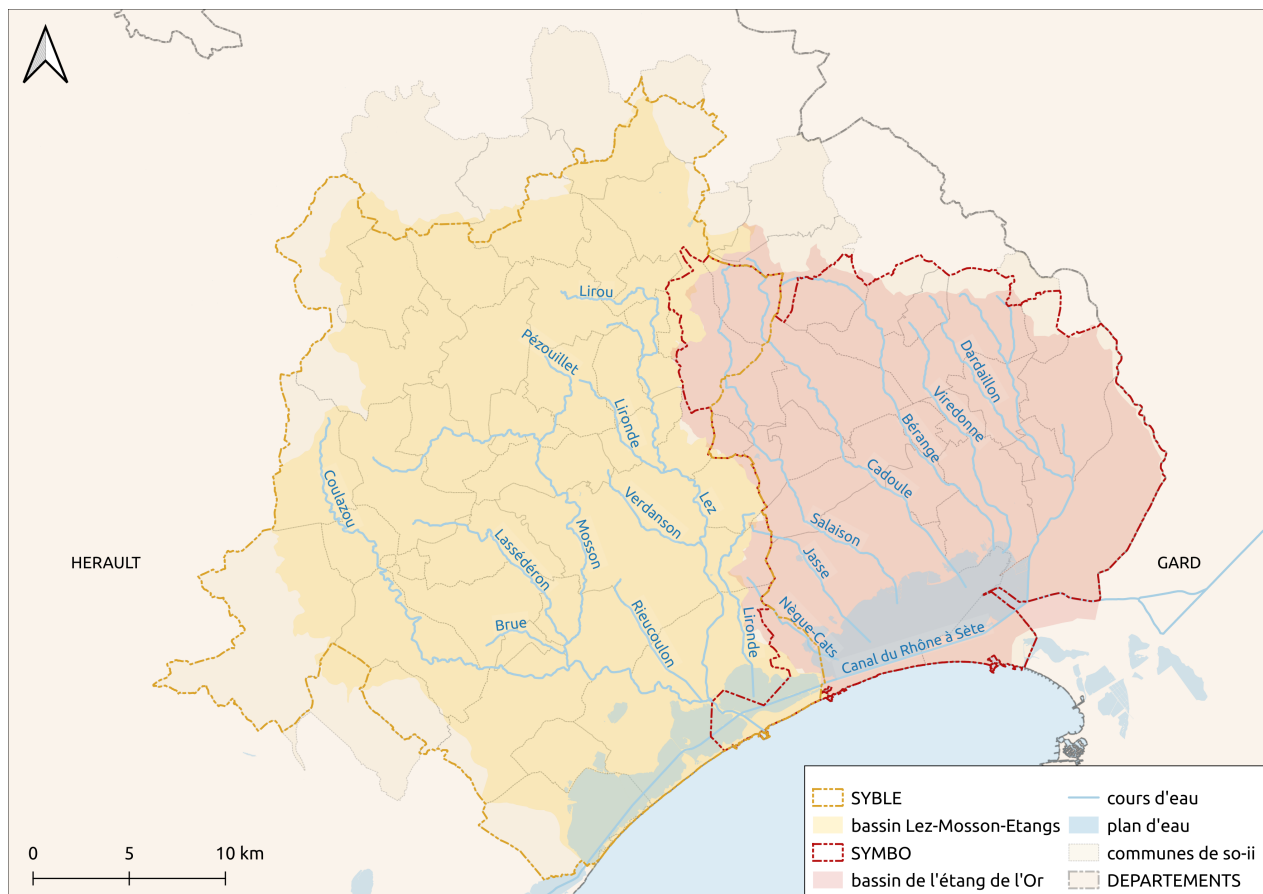 Lirou
Pézouillet
Lironde
Dardaillon
Viredonne
Bérange
Cadoule
Coulazou
Lez
Verdanson
Mosson
Lassédéron
Salaison
Jasse
HERAULT
GARD
Nègue-Cats
Lironde
Rieucoulon
Brue
Canal du Rhône à Sète
SYBLE
bassin Lez-Mosson-Etangs
SYMBO
bassin de l'étang de l'Or
cours d'eau
plan d'eau
communes de so-ii
DEPARTEMENTS
0 5 10 km